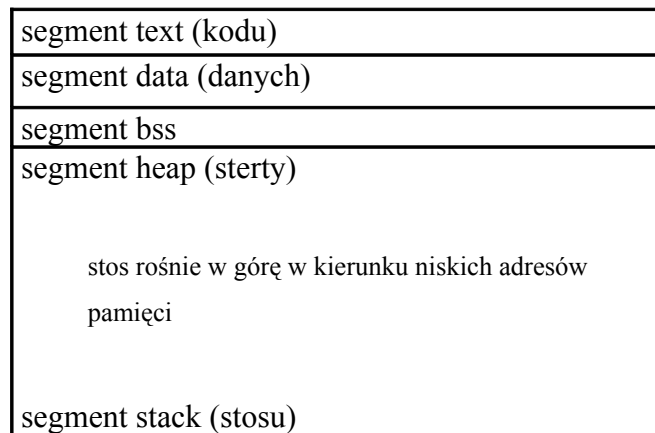 segment text (kodu)
segment data (danych)
segment bss
segment heap (sterty)
stos rośnie w górę w kierunku niskich adresów
pamięci
segment stack (stosu)